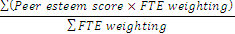 ∑(Peer esteem score × FTE weighting)
∑ FTE weighting